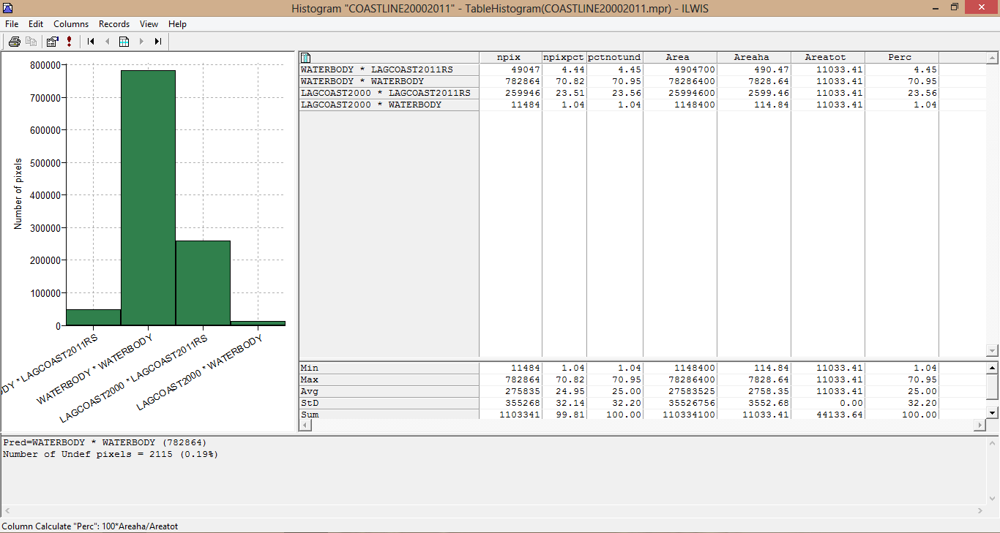 Histogram "COASTLINE20002011" - TableHistogram(COASTLINE20002011.mpr) - ILWIS
File Edit Columns Records View Help
800000
700000
600000
500000
400000
300000
200000
100000
0
Number of pixels
DY * LAGCOAST2011RS
WATERBODY * WATERBODY
LAGCOAST2000 * LAGCOAST2011RS
LAGCOAST2000 * WATERBODY
npix npixpct pctnotund Area Areaha Areatot Perc
WATERBODY * LAGCOAST2011RS 49047 4.44 4.45 4904700 490.47 11033.41 4.45
WATERBODY * WATERBODY 782864 70.82 70.95 78286400 7828.64 11033.41 70.95
LAGCOAST2000 * LAGCOAST2011RS 259946 23.51 23.56 25994600 2599.46 11033.41 23.56
LAGCOAST2000 * WATERBODY 11484 1.04 1.04 1148400 114.84 11033.41 1.04
Min 11484 1.04 1.04 1148400 114.84 11033.41 1.04
Max 782864 70.82 70.95 78286400 7828.64 11033.41 70.95
Avg 275835 24.95 25.00 27583525 2758.35 11033.41 25.00
StD 355268 32.14 32.20 35526756 3552.68 0.00 32.20
Sum 1103341 99.81 100.00 110334100 11033.41 44133.64 100.00
Pred=WATERBODY * WATERBODY (782864)
Number of Undef pixels = 2115 (0.19%)
Column Calculate "Perc": 100*Areaha/Areatot